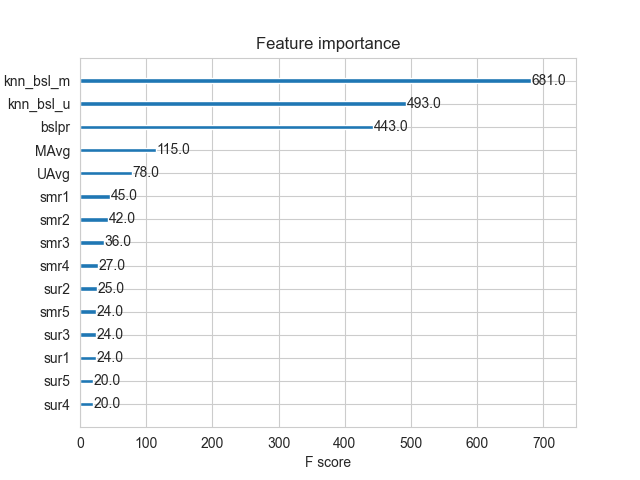 Feature importance
knn_bsl_m 681.0
knn_bsl_u 493.0
bslpr 443.0
MAvg 115.0
UAvg 78.0
smr1 45.0
smr2 42.0
smr3 36.0
smr4 27.0
sur2 25.0
smr5 24.0
sur3 24.0
sur1 24.0
sur5 20.0
sur4 20.0
0 100 200 300 400 500 600 700
F score